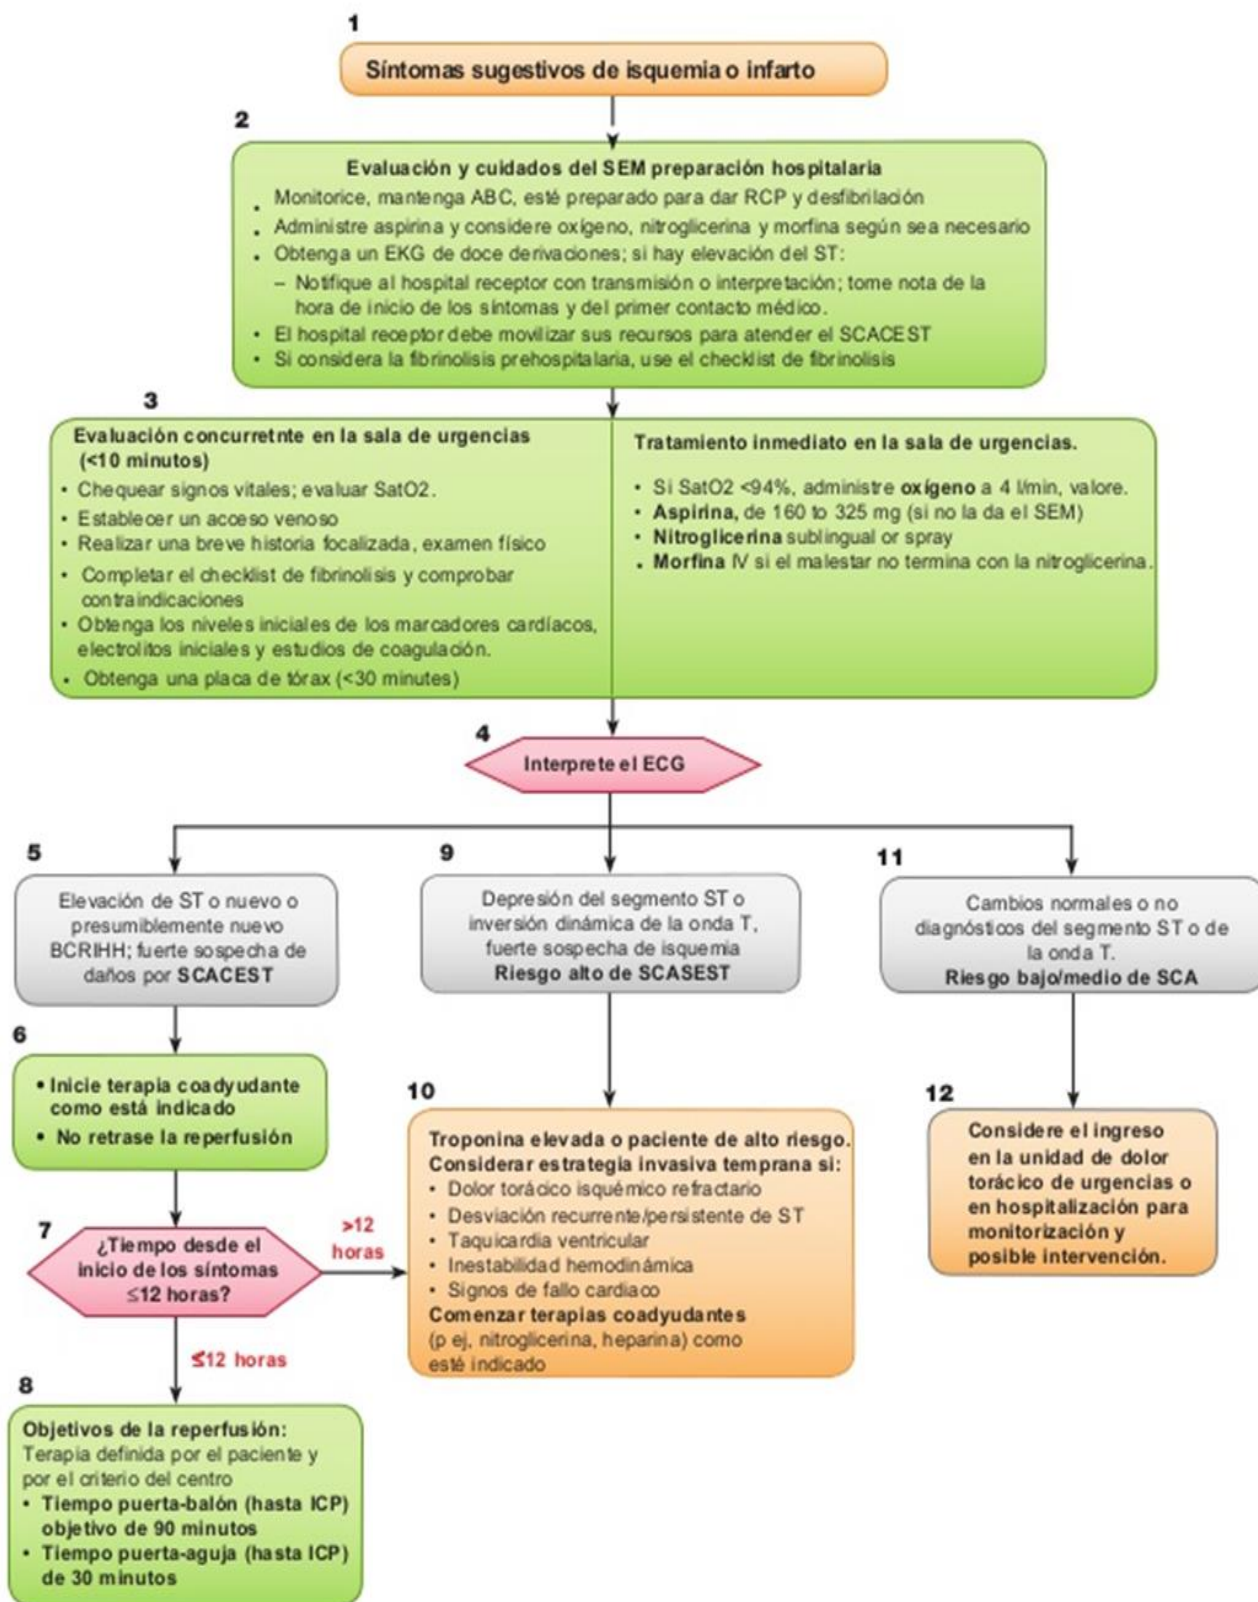 1
Síntomas sugestivos de isquemia o infarto
2
Evaluación y cuidados del SEM preparación hospitalaria
• Monitorice, mantenga ABC, esté preparado para dar RCP y desfibrilación
• Administre aspirina y considere oxígeno, nitroglicerina y morfina según sea necesario
• Obtenga un EKG de doce derivaciones; si hay elevación del ST:
– Notifique al hospital receptor con transmisión o interpretación; tome nota de la
hora de inicio de los síntomas y del primer contacto médico.
• El hospital receptor debe movilizar sus recursos para atender el SCACEST
• Si considera la fibrinolisis prehospitalaria, use el checklist de fibrinolisis
3
Evaluación concurretnte en la sala de urgencias
(<10 minutos)
• Chequear signos vitales; evaluar SatO2.
• Establecer un acceso venoso
• Realizar una breve historia focalizada, examen físico
• Completar el checklist de fibrinolisis y comprobar
contraindicaciones
• Obtenga los niveles iniciales de los marcadores cardíacos,
electrolitos iniciales y estudios de coagulación.
• Obtenga una placa de tórax (<30 minutes)
Tratamiento inmediato en la sala de urgencias.
• Si SatO2 <94%, administre oxígeno a 4 l/min, valore.
• Aspirina, de 160 to 325 mg (si no la da el SEM)
• Nitroglicerina sublingual or spray
• Morfina IV si el malestar no termina con la nitroglicerina.
4
Interprete el ECG
5
Elevación de ST o nuevo o
presumiblemente nuevo
BCRIHH; fuerte sospecha de
daños por SCACEST
6
• Inicie terapia coadyudante
como está indicado
• No retrase la reperfusión
7
¿Tiempo desde el
inicio de los síntomas
≤12 horas?
>12
horas
≤12 horas
8
Objetivos de la reperfusión:
Terapia definida por el paciente y
por el criterio del centro
• Tiempo puerta-balón (hasta ICP)
objetivo de 90 minutos
• Tiempo puerta-aguja (hasta ICP)
de 30 minutos
9
Depresión del segmento ST o
inversión dinámica de la onda T,
fuerte sospecha de isquemia
Riesgo alto de SCASEST
10
Troponina elevada o paciente de alto riesgo.
Considerar estrategia invasiva temprana si:
• Dolor torácico isquémico refractario
• Desviación recurrente/persistente de ST
• Taquicardia ventricular
• Inestabilidad hemodinámica
• Signos de fallo cardiaco
Comenzar terapias coadyudantes
(p ej, nitroglicerina, heparina) como
esté indicado
11
Cambios normales o no
diagnósticos del segmento ST o de
la onda T.
Riesgo bajo/medio de SCA
12
Considere el ingreso
en la unidad de dolor
torácico de urgencias o
en hospitalización para
monitorización y
posible intervención.